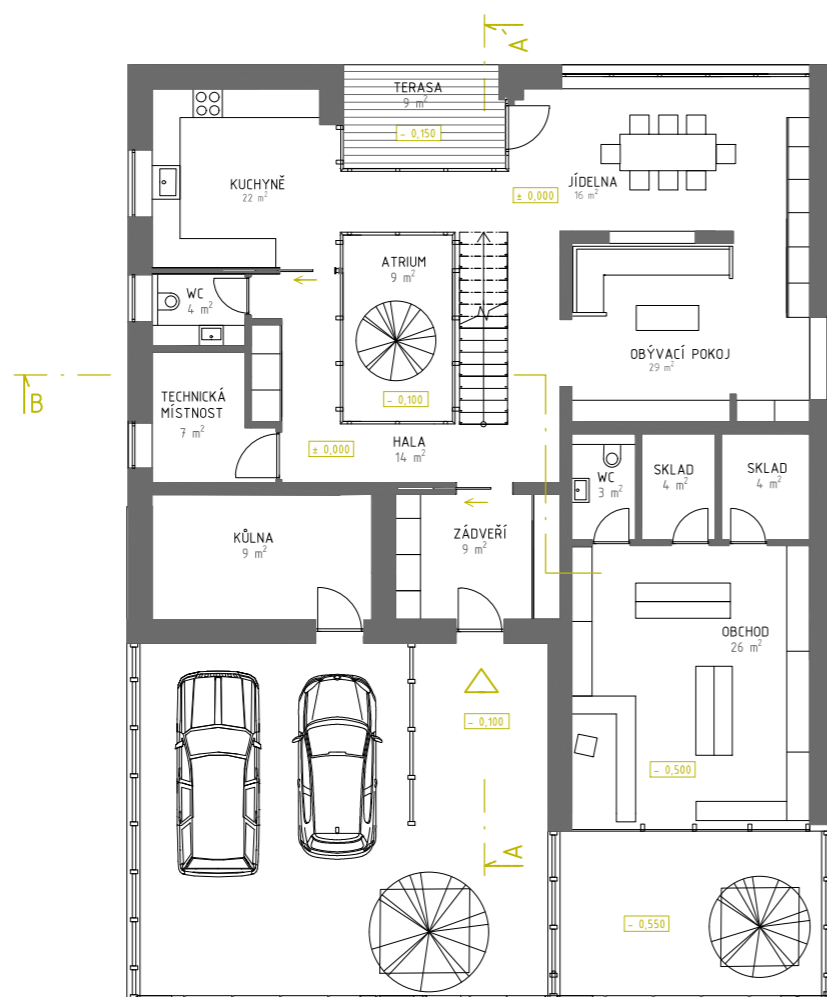 A'
TERASA
9 m²
- 0,150
KUCHYNĚ
22 m²
± 0,000
JÍDELNA
16 m²
ATRIUM
9 m²
WC
4 m²
OBÝVACÍ POKOJ
29 m²
B
TECHNICKÁ
MÍSTNOST
7 m²
- 0,100
± 0,000
HALA
14 m²
WC
3 m²
SKLAD
4 m²
SKLAD
4 m²
KŮLNA
9 m²
ZÁDVEŘÍ
9 m²
OBCHOD
26 m²
- 0,100
- 0,500
A
- 0,550